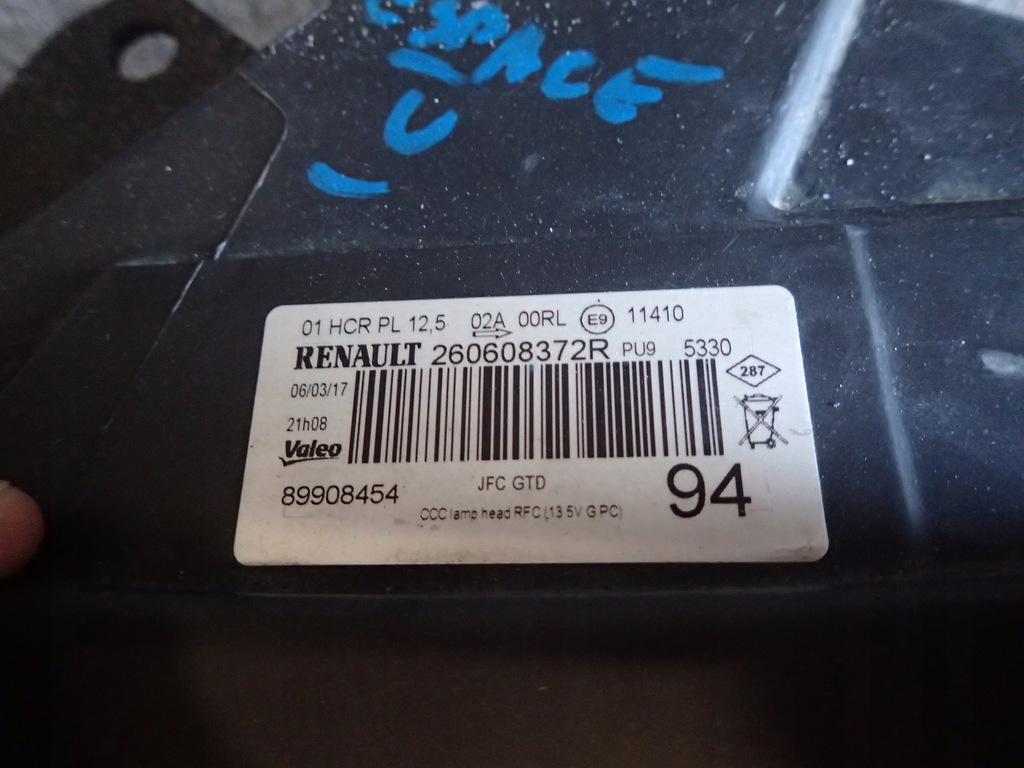 ESPACE
V
01 HCR PL 12,5 02A 00RL E9 11410
RENAULT 260608372R PU9 5330
287
06/03/17
21h08
Valeo
89908454
JFC GTD
94
CCC lamp head RFC (13 5V G PC)